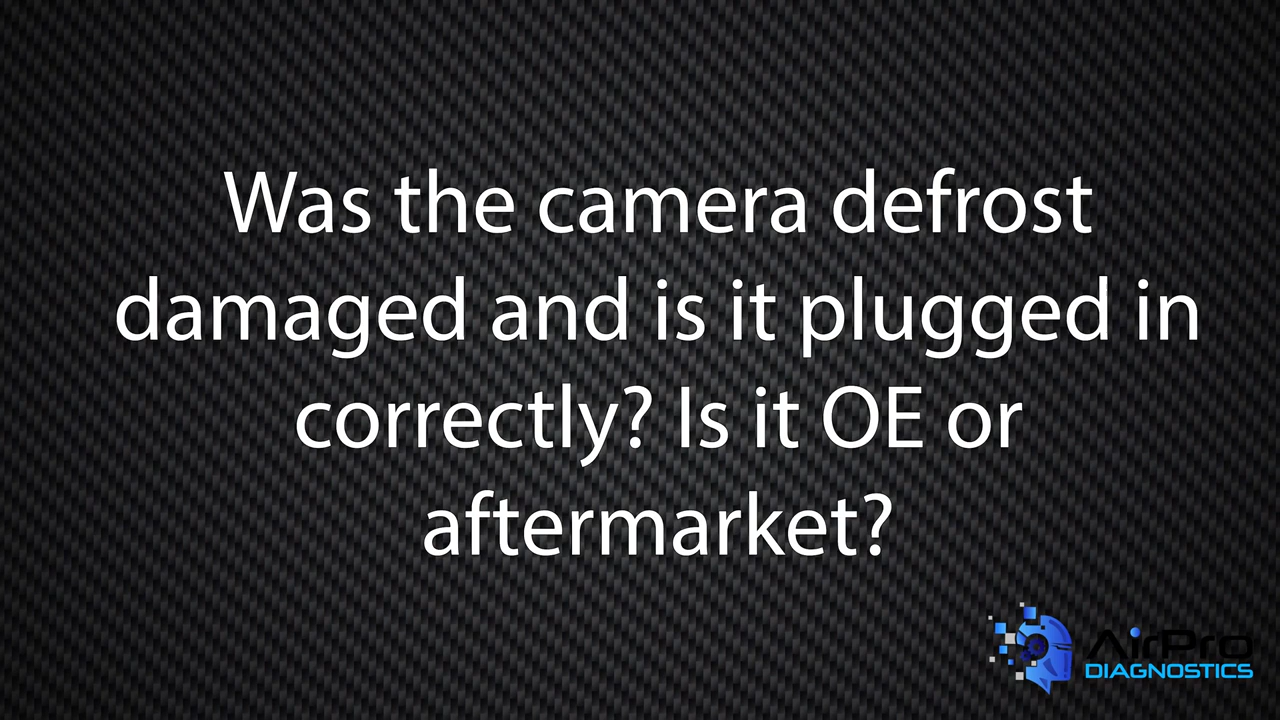 Was the camera defrost
damaged and is it plugged in
correctly? Is it OE or
aftermarket?
AirPro
DIAGNOSTICS